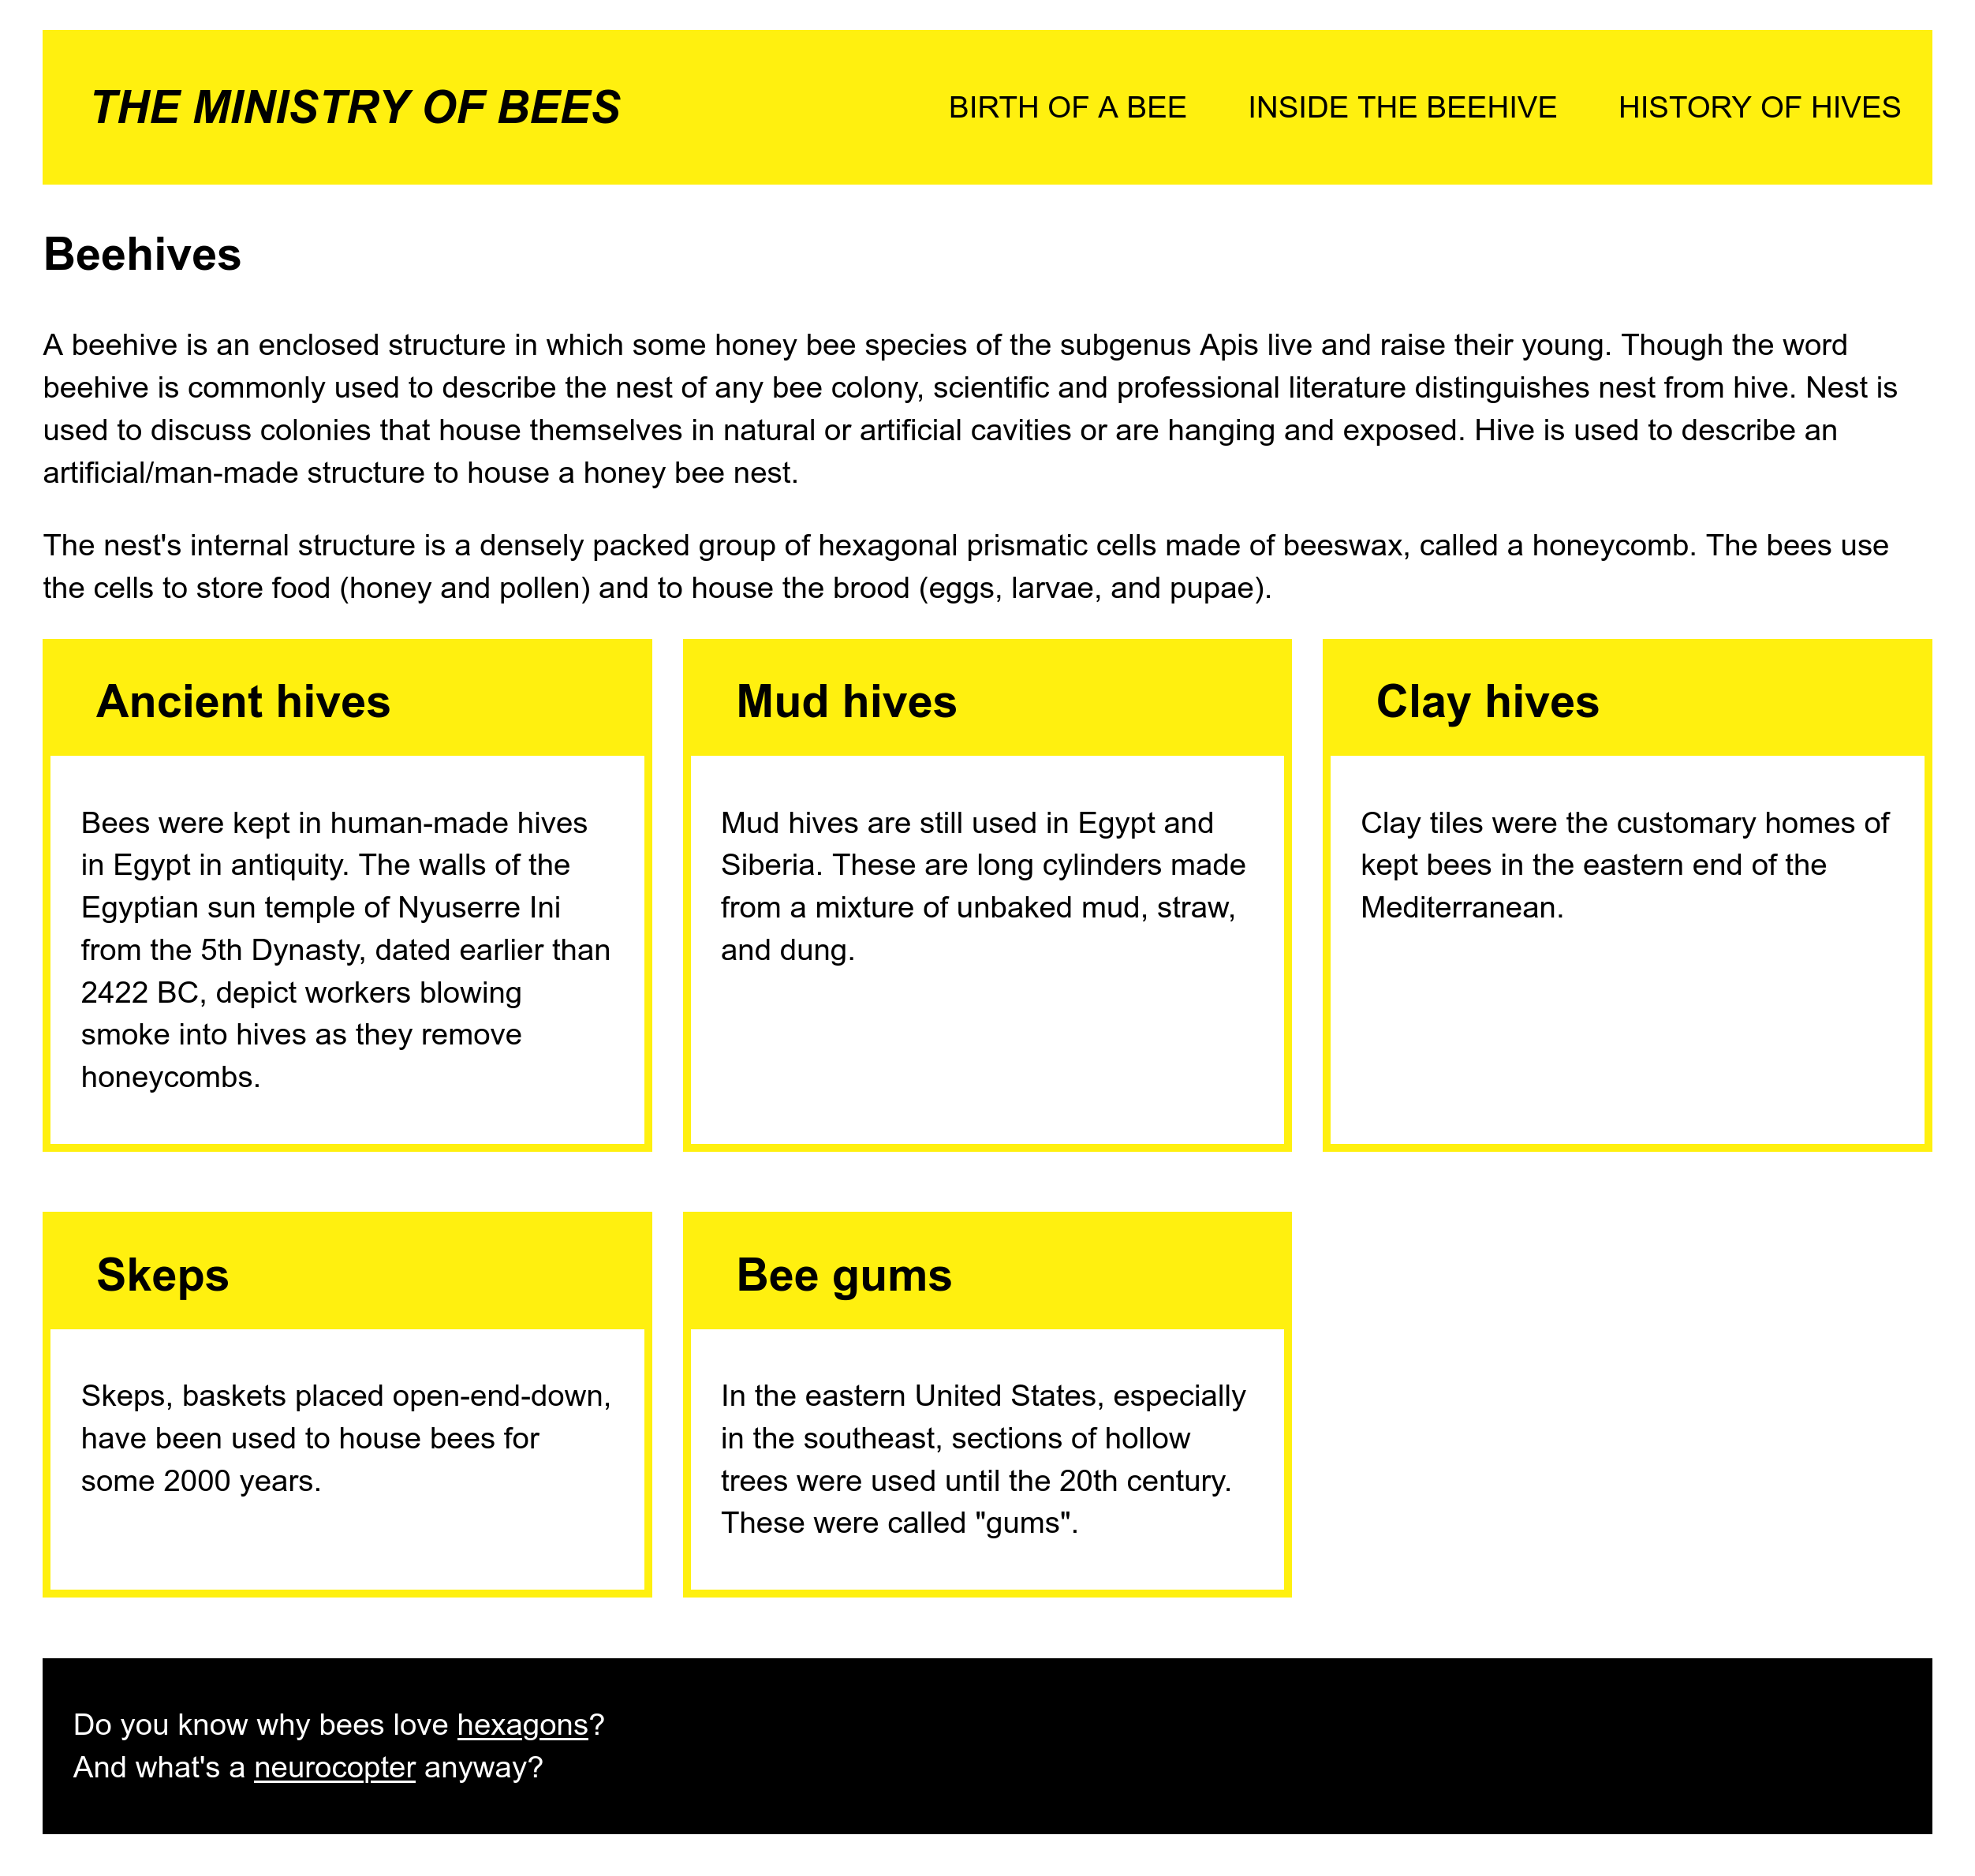 THE MINISTRY OF BEES
BIRTH OF A BEE
INSIDE THE BEEHIVE
HISTORY OF HIVES
Beehives
A beehive is an enclosed structure in which some honey bee species of the subgenus Apis live and raise their young. Though the word
beehive is commonly used to describe the nest of any bee colony, scientific and professional literature distinguishes nest from hive. Nest is
used to discuss colonies that house themselves in natural or artificial cavities or are hanging and exposed. Hive is used to describe an
artificial/man-made structure to house a honey bee nest.
The nest's internal structure is a densely packed group of hexagonal prismatic cells made of beeswax, called a honeycomb. The bees use
the cells to store food (honey and pollen) and to house the brood (eggs, larvae, and pupae).
Ancient hives
Bees were kept in human-made hives
in Egypt in antiquity. The walls of the
Egyptian sun temple of Nyuserre Ini
from the 5th Dynasty, dated earlier than
2422 BC, depict workers blowing
smoke into hives as they remove
honeycombs.
Mud hives
Mud hives are still used in Egypt and
Siberia. These are long cylinders made
from a mixture of unbaked mud, straw,
and dung.
Clay hives
Clay tiles were the customary homes of
kept bees in the eastern end of the
Mediterranean.
Skeps
Skeps, baskets placed open-end-down,
have been used to house bees for
some 2000 years.
Bee gums
In the eastern United States, especially
in the southeast, sections of hollow
trees were used until the 20th century.
These were called "gums".
Do you know why bees love hexagons?
And what's a neurocopter anyway?